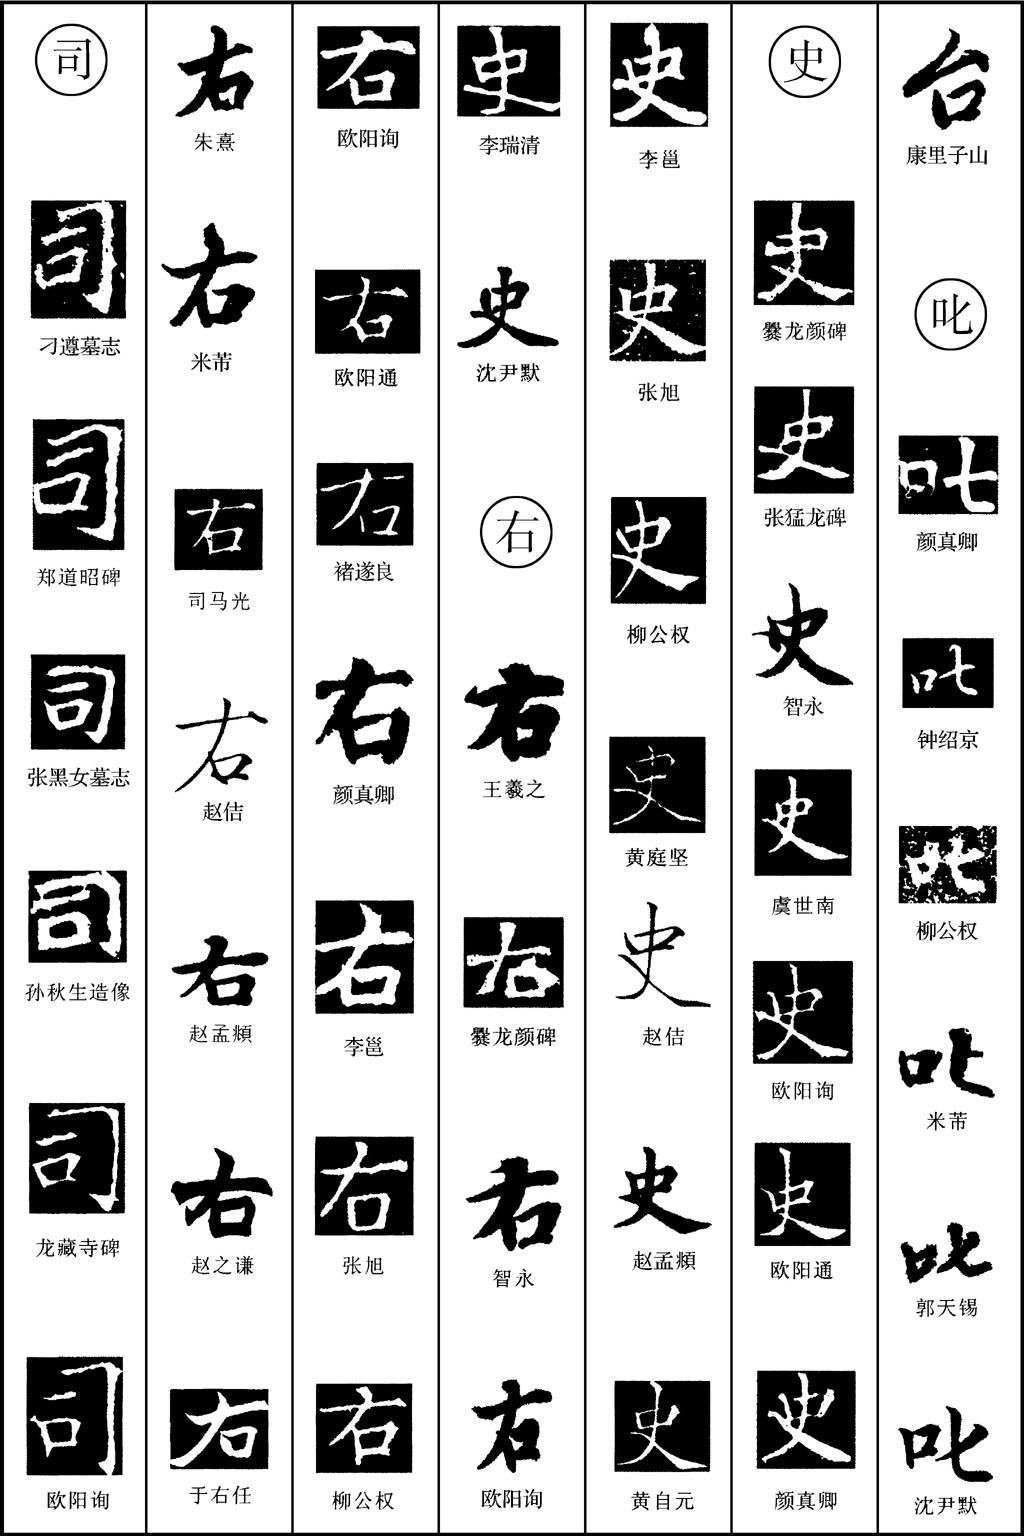 台
康里子山
叱
叱
颜真卿
叱
钟绍京
叱
柳公权
叱
米芾
叱
郭天锡
叱
沈尹默
史
史
爨龙颜碑
史
张猛龙碑
史
智永
史
虞世南
史
欧阳询
史
欧阳通
史
颜真卿
史
李邕
史
张旭
史
柳公权
史
黄庭坚
史
赵佶
史
赵孟頫
史
黄自元
史
李瑞清
史
沈尹默
右
右
王羲之
右
爨龙颜碑
右
智永
右
欧阳询
右
欧阳询
右
欧阳通
右
褚遂良
右
颜真卿
右
李邕
右
张旭
右
柳公权
右
朱熹
右
米芾
右
司马光
右
赵佶
右
赵孟頫
右
赵之谦
右
于右任
司
司
刁遵墓志
司
郑道昭碑
司
张黑女墓志
司
孙秋生造像
司
龙藏寺碑
司
欧阳询